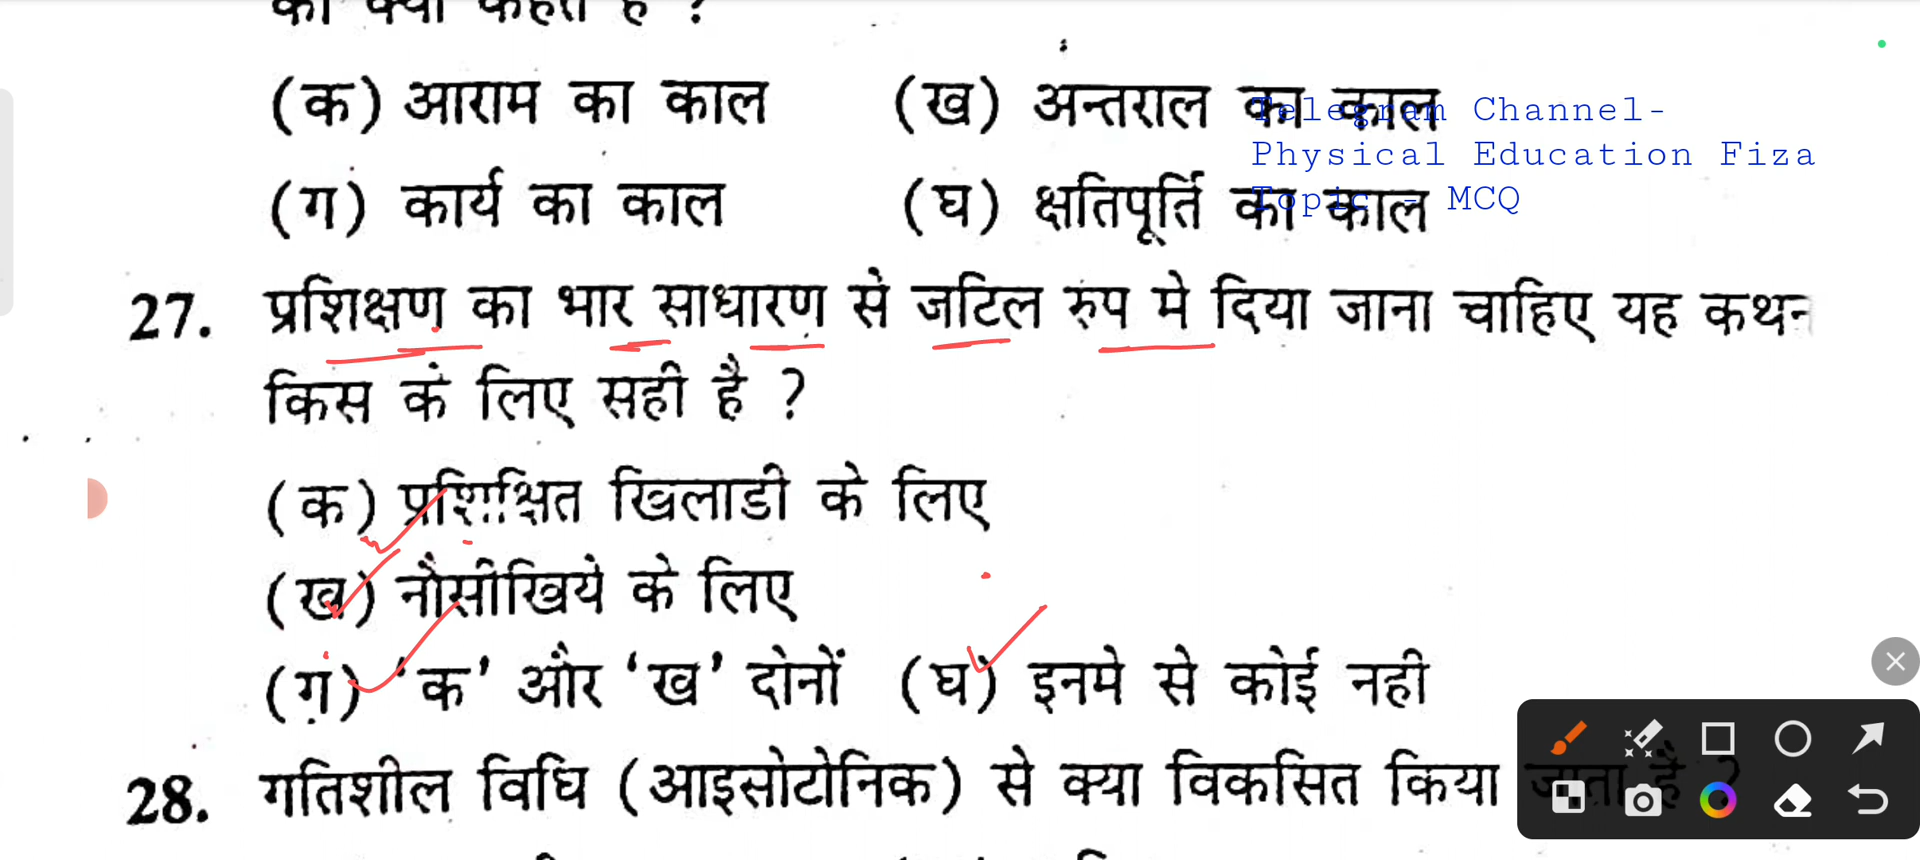 को क्या कहते है ?
(क) आराम का काल (ख) अन्तराल का काल
Telegram Channel-
Physical Education Fiza
Topic - MCQ
(ग) कार्य का काल (घ) क्षतिपूर्ति का काल
27. प्रशिक्षण का भार साधारण से जटिल रुप मे दिया जाना चाहिए यह कथन
किस के लिए सही है ?
(क) प्रशिक्षित खिलाडी के लिए
(ख) नौसीखिये के लिए
(ग) 'क' और 'ख' दोनों (घ) इनमे से कोई नही
28. गतिशील विधि (आइसोटोनिक) से क्या विकसित किया जाता है ?